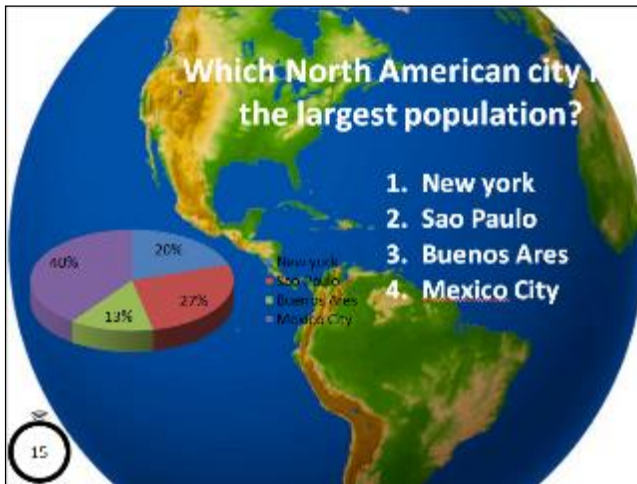 Which North American city
the largest population?
1. New york
2. Sao Paulo
3. Buenos Ares
4. Mexico City
40%
20%
27%
13%
New york
Sao Paulo
Buenos Ares
Mexico City
15